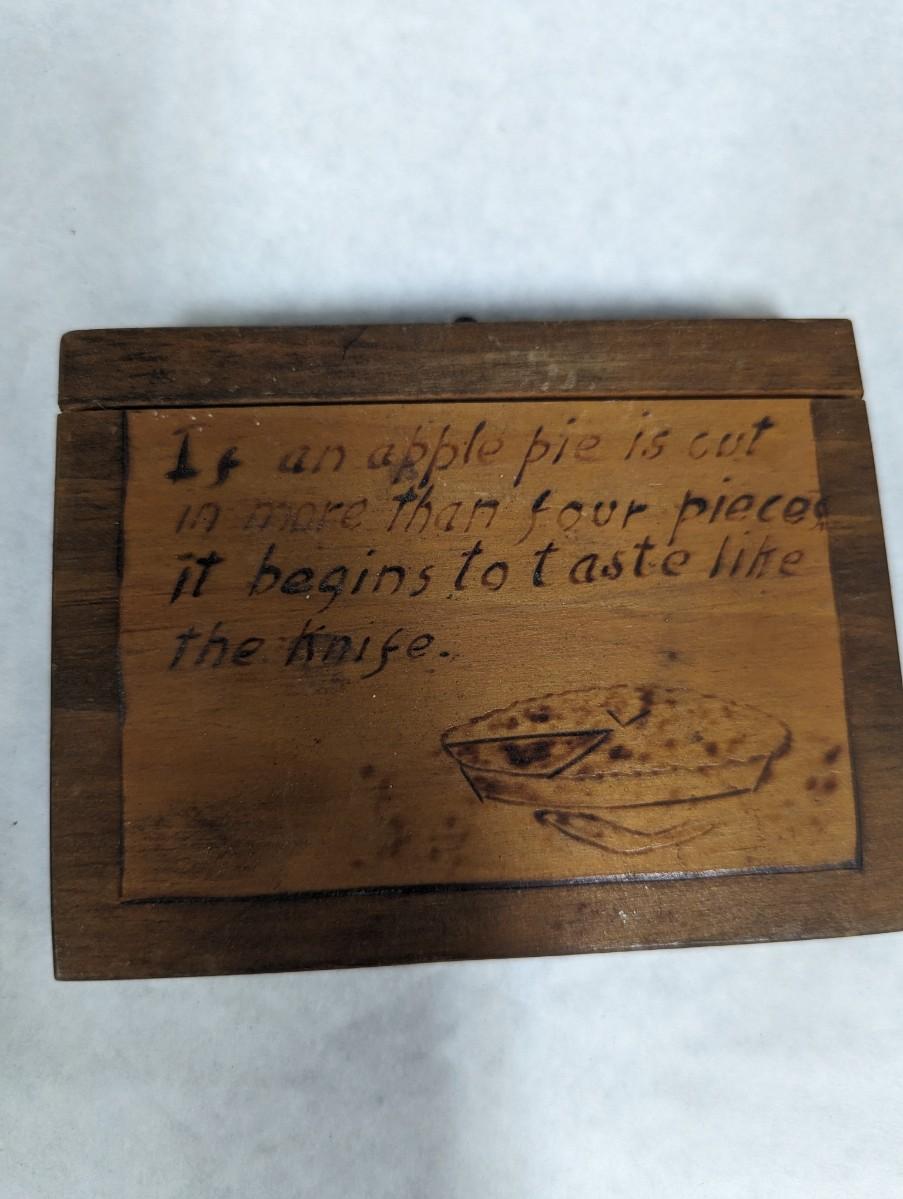 If an apple pie is cut
in more than four pieces
it begins to taste like
the Knife.